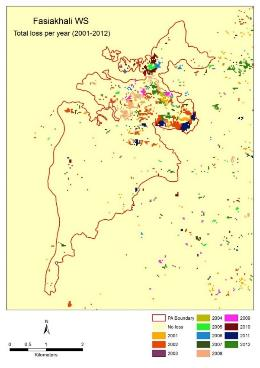 Fasiakhali WS
Total loss per year (2001-2012)
N
0 0.5 1 2
Kilometers
PA Boundary
No loss
2001
2002
2003
2004
2005
2006
2007
2008
2009
2010
2011
2012